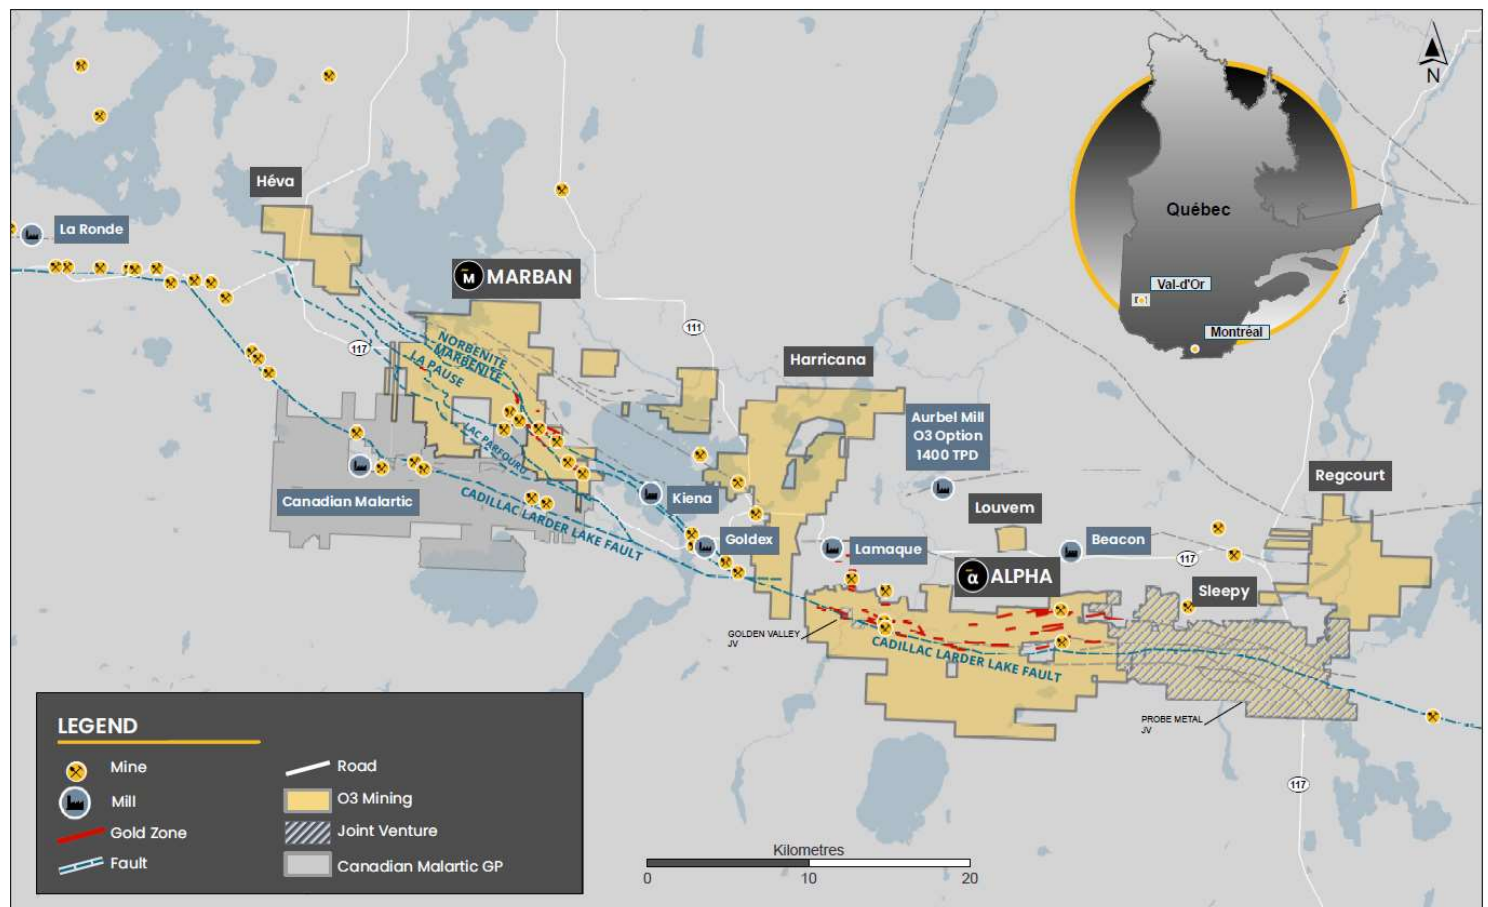 N
Québec
Val-d'Or
Montréal
Héva
La Ronde
M MARBAN
111
117
NORBENITE
MARBENITE
LA PAUSE
Harricana
Aurbel Mill
O3 Option
1400 TPD
LAC PARFOURU
Regcourt
Canadian Malartic
Kiena
CADILLAC LARDER LAKE FAULT
Louvem
Goldex
Lamaque
Beacon
117
α ALPHA
Sleepy
GOLDEN VALLEY
JV
CADILLAC LARDER LAKE FAULT
PROBE METAL
JV
117
LEGEND
Mine
Road
Mill
O3 Mining
Gold Zone
Joint Venture
Fault
Canadian Malartic GP
Kilometres
0 10 20